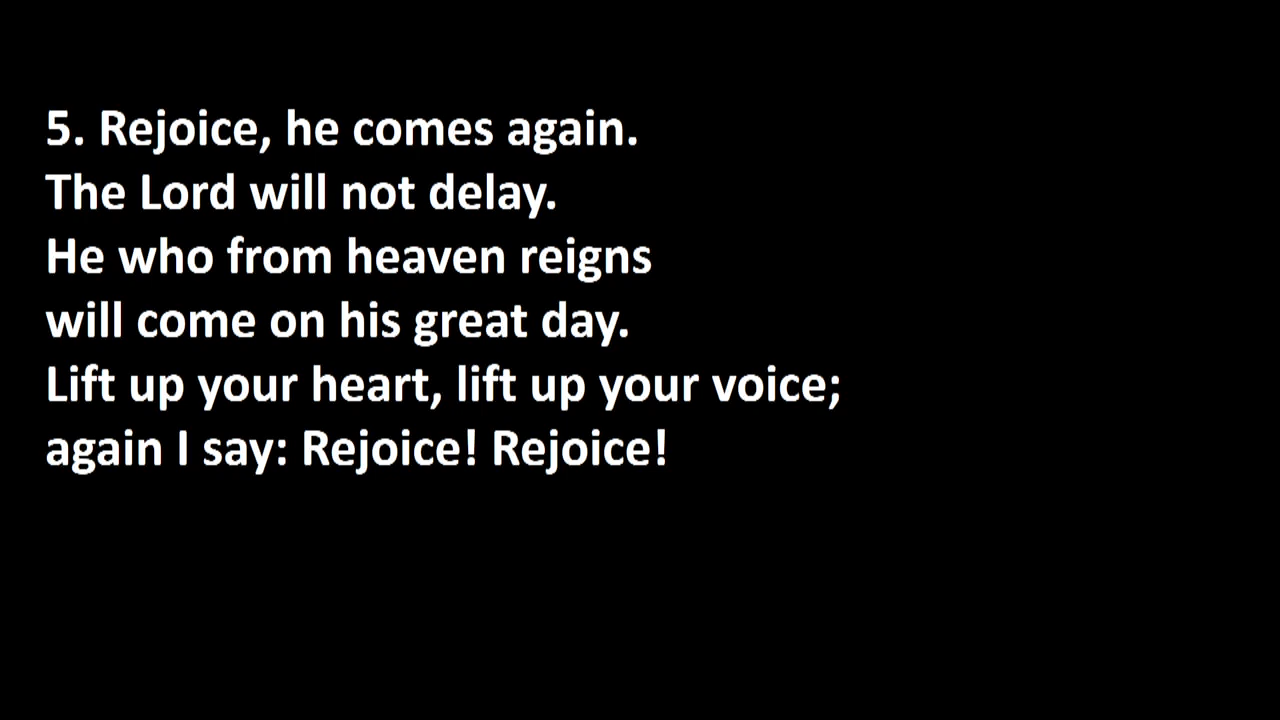 5. Rejoice, he comes again.
The Lord will not delay.
He who from heaven reigns
will come on his great day.
Lift up your heart, lift up your voice;
again I say: Rejoice! Rejoice!